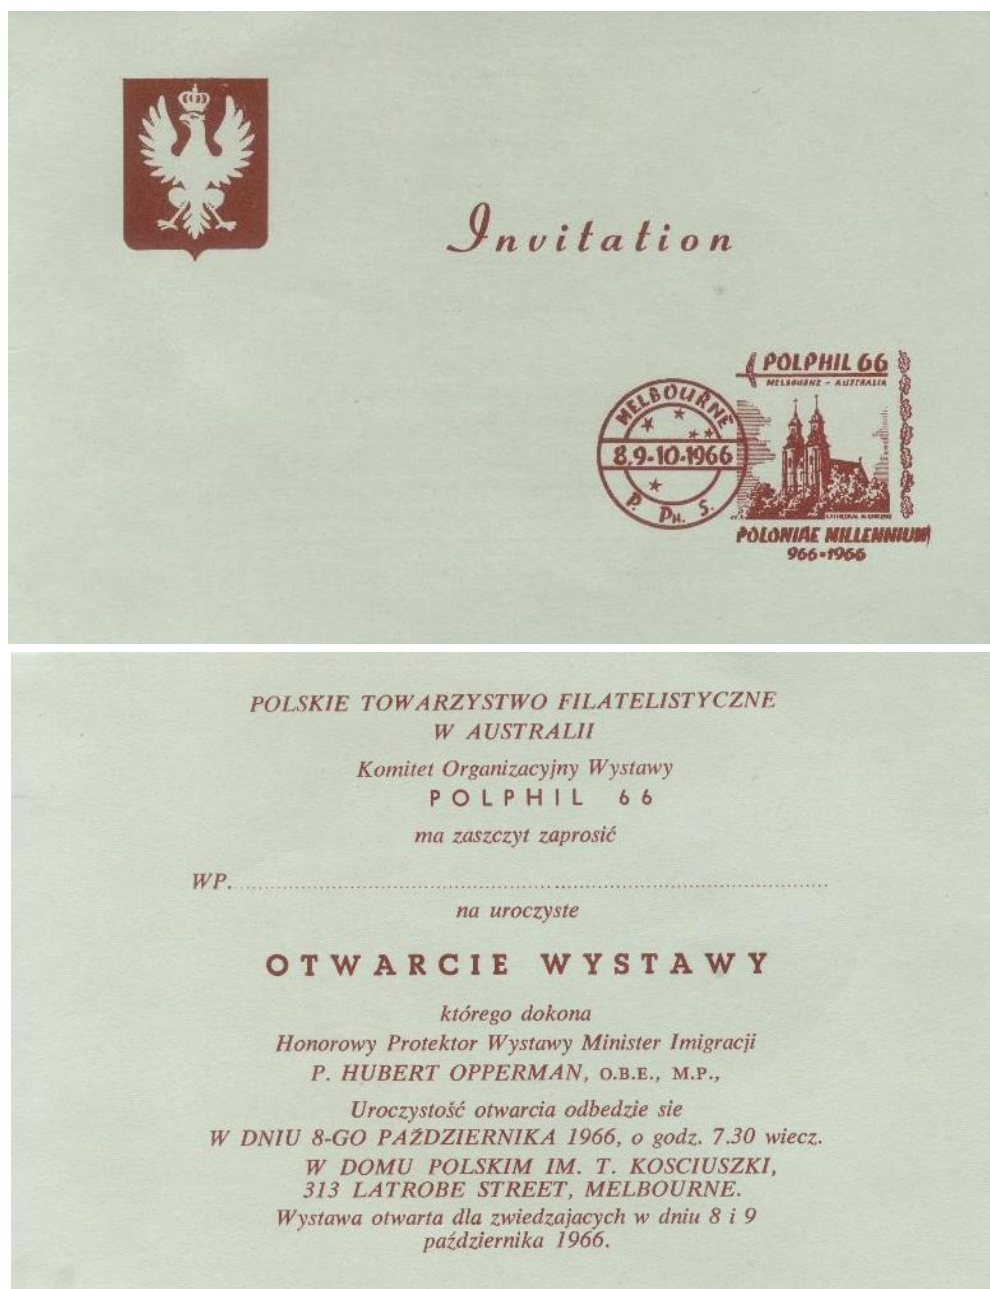 Invitation
POLPHIL 66
MELBOURNE - AUSTRALIA
MELBOURNE
8.9-10-1966
P. PH. S.
POLONIAE MILLENNIUM
966-1966
POLSKIE TOWARZYSTWO FILATELISTYCZNE
W AUSTRALII
Komitet Organizacyjny Wystawy
POLPHIL 66
ma zaszczyt zaprosić
WP.
na uroczyste
OTWARCIE WYSTAWY
którego dokona
Honorowy Protektor Wystawy Minister Imigracji
P. HUBERT OPPERMAN, O.B.E., M.P.,
Uroczystość otwarcia odbedzie sie
W DNIU 8-GO PAŹDZIERNIKA 1966, o godz. 7.30 wiecz.
W DOMU POLSKIM IM. T. KOSCIUSZKI,
313 LATROBE STREET, MELBOURNE.
Wystawa otwarta dla zwiedzajacych w dniu 8 i 9
października 1966.